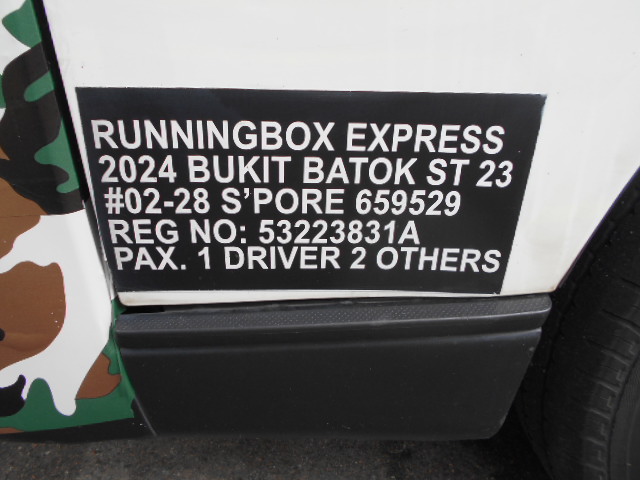 RUNNINGBOX EXPRESS
2024 BUKIT BATOK ST 23
#02-28 S'PORE 659529
REG NO: 53223831A
PAX. 1 DRIVER 2 OTHERS